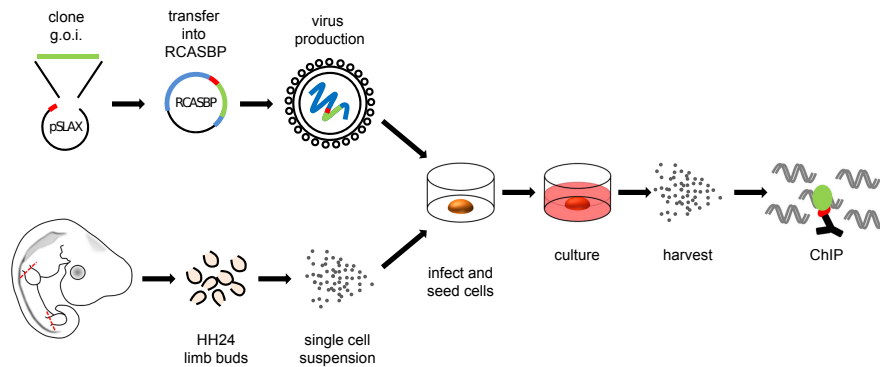 clone
g.o.i.
transfer
into
RCASBP
virus
production
pSLAX
RCASBP
infect and
seed cells
culture
harvest
ChIP
HH24
limb buds
single cell
suspension